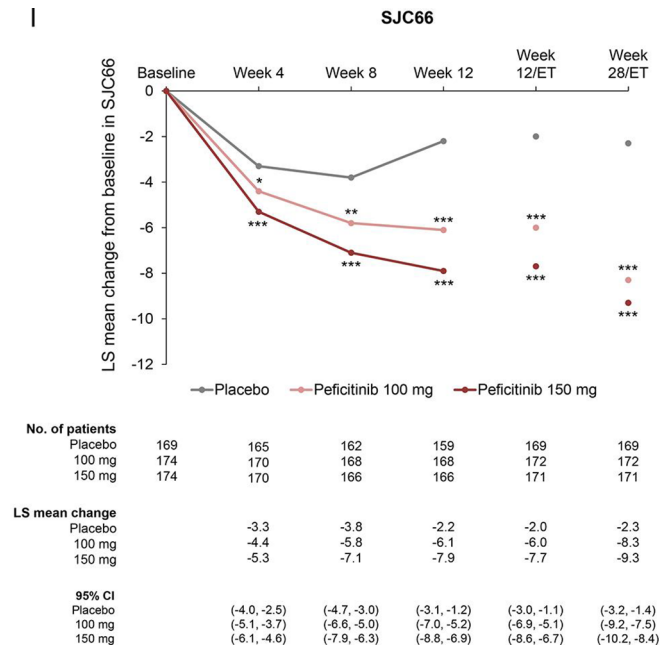 I
SJC66
Baseline Week 4 Week 8 Week 12 Week 12/ET Week 28/ET
LS mean change from baseline in SJC66
0
-2
-4
-6
-8
-10
-12
* ** *** *** ***
*** *** *** *** ***
Placebo Peficitinib 100 mg Peficitinib 150 mg
No. of patients
Placebo 169 165 162 159 169 169
100 mg 174 170 168 168 172 172
150 mg 174 170 166 166 171 171
LS mean change
Placebo -3.3 -3.8 -2.2 -2.0 -2.3
100 mg -4.4 -5.8 -6.1 -6.0 -8.3
150 mg -5.3 -7.1 -7.9 -7.7 -9.3
95% CI
Placebo (-4.0, -2.5) (-4.7, -3.0) (-3.1, -1.2) (-3.0, -1.1) (-3.2, -1.4)
100 mg (-5.1, -3.7) (-6.6, -5.0) (-7.0, -5.2) (-6.9, -5.1) (-9.2, -7.5)
150 mg (-6.1, -4.6) (-7.9, -6.3) (-8.8, -6.9) (-8.6, -6.7) (-10.2, -8.4)